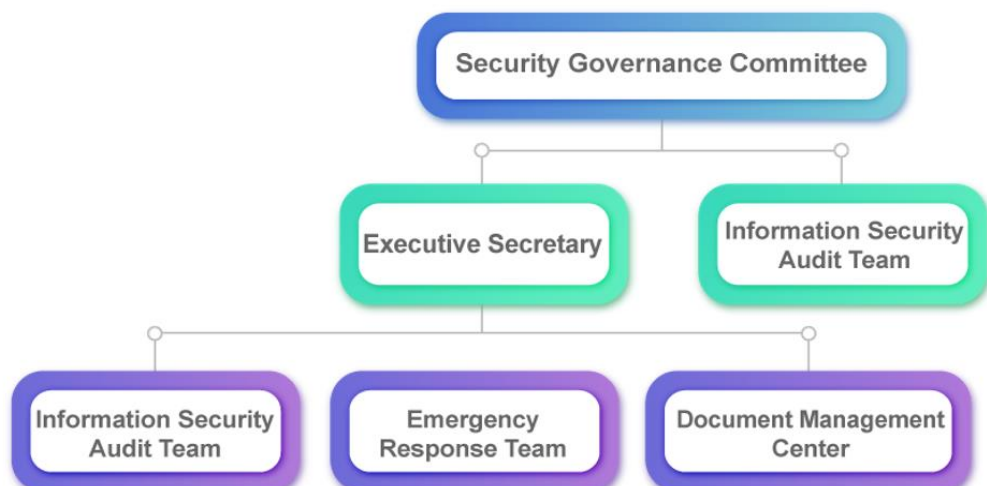 Security Governance Committee
Executive Secretary
Information Security
Audit Team
Information Security
Audit Team
Emergency
Response Team
Document Management
Center